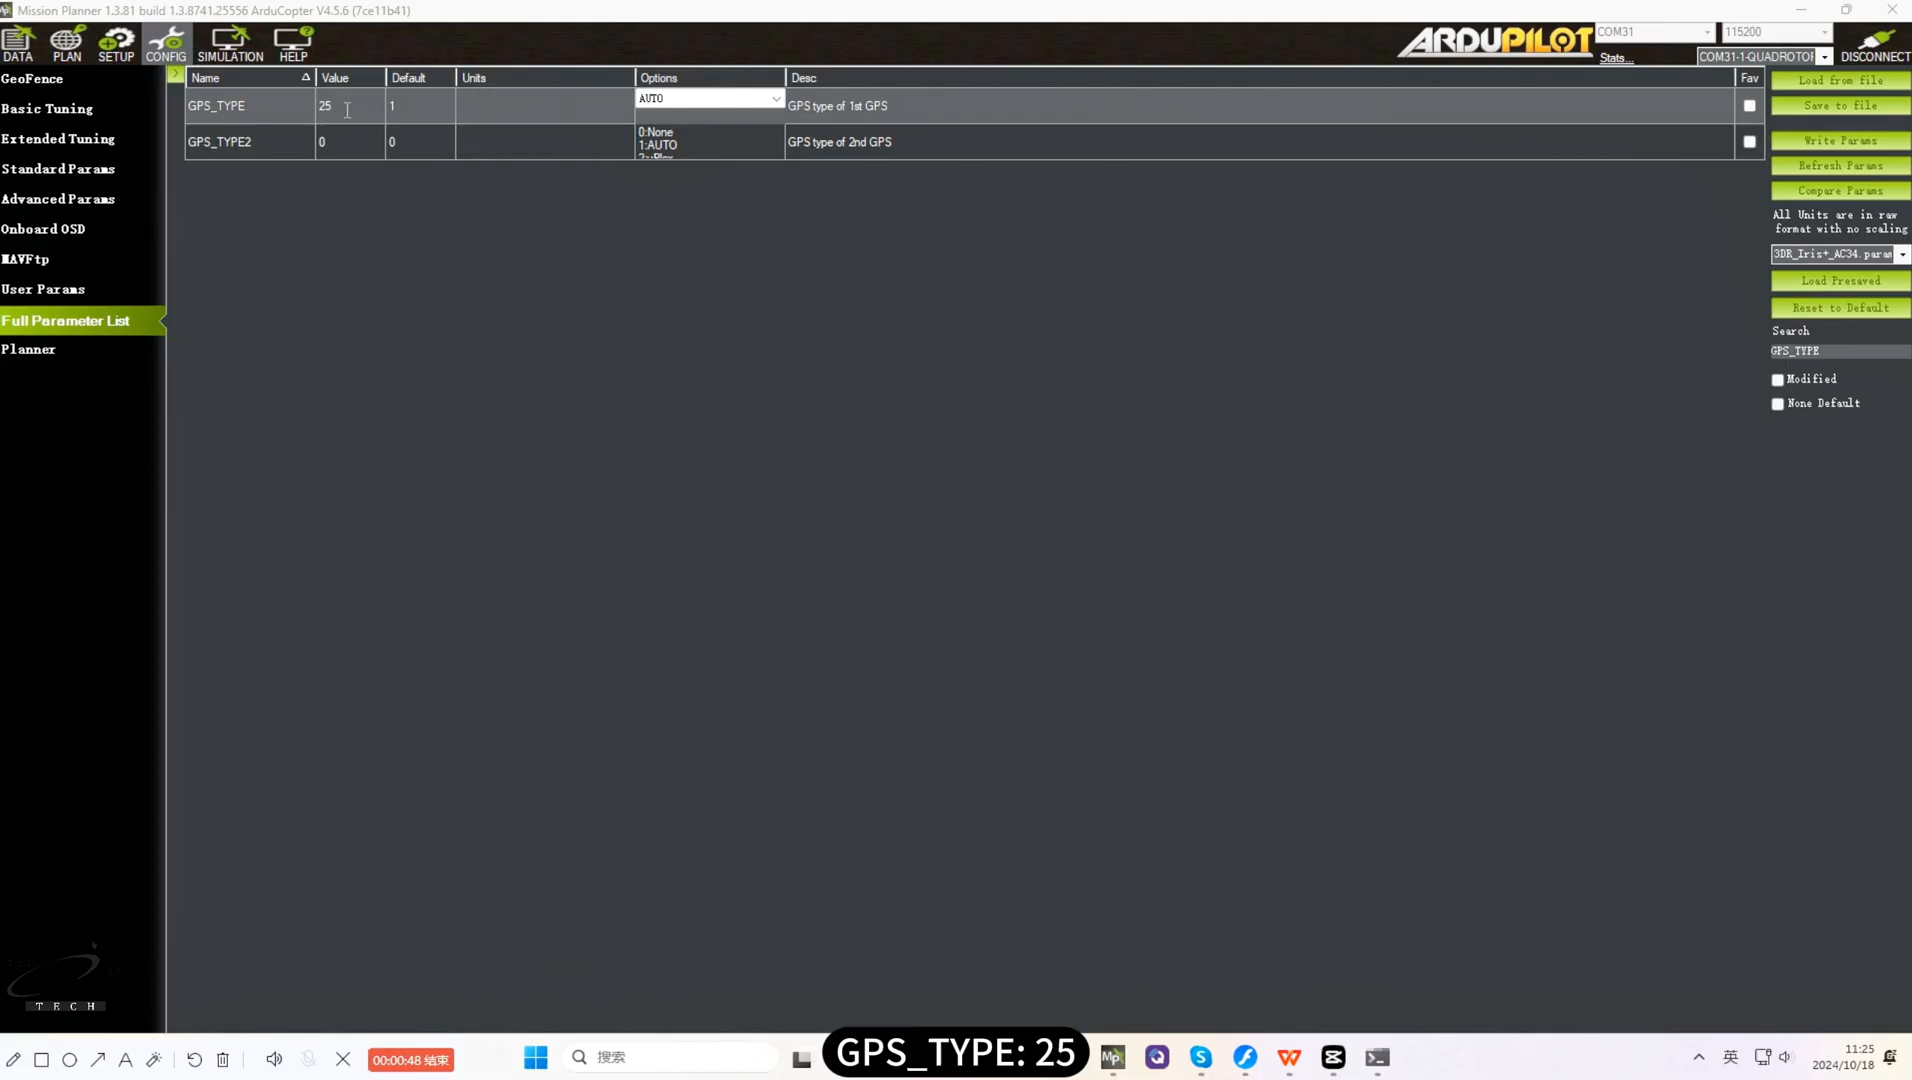 Mission Planner 1.3.81 build 1.3.8741.25556 ArduCopter V4.5.6 (7ce11b41)
DATA PLAN SETUP CONFIG SIMULATION HELP
ARDUPILOT
COM31 115200
Stats... COM31-1-QUADROTOR DISCONNECT
GeoFence
Basic Tuning
Extended Tuning
Standard Params
Advanced Params
Onboard OSD
MAVFtp
User Params
Full Parameter List
Planner
Name Value Default Units Options Desc Fav
GPS_TYPE 25 1 AUTO GPS type of 1st GPS
GPS_TYPE2 0 0 0:None GPS type of 2nd GPS
1:AUTO
Load from file
Save to file
Write Params
Refresh Params
Compare Params
All Units are in raw
format with no scaling
3DR_Iris+_AC34.param
Load Presaved
Reset to Default
Search
GPS_TYPE
Modified
None Default
TECH
00:00:48 结束
搜索
GPS_TYPE: 25
英
11:25
2024/10/18